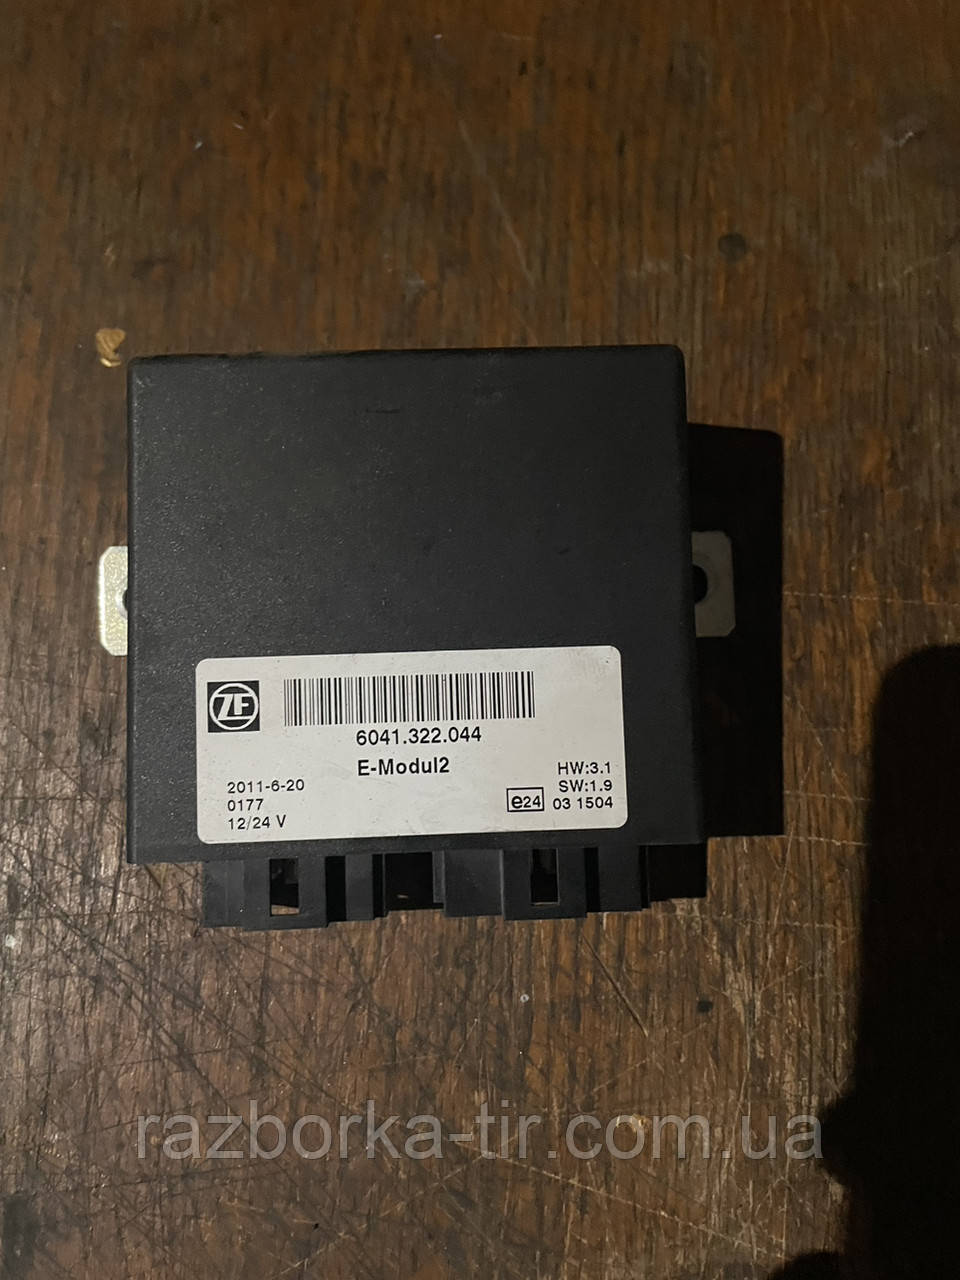 ZF
6041.322.044
E-Modul2
2011-6-20
0177
12/24 V
HW:3.1
SW:1.9
e24 03 1504
razborka-tir.com.ua